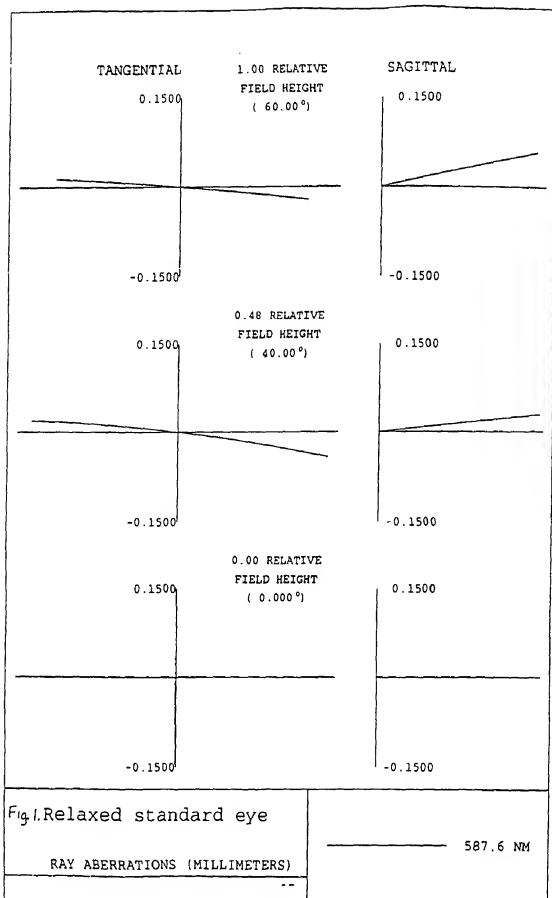 TANGENTIAL 1.00 RELATIVE SAGITTAL
FIELD HEIGHT
0.1500 ( 60.00°) 0.1500
-0.1500 -0.1500
0.48 RELATIVE
FIELD HEIGHT
0.1500 ( 40.00°) 0.1500
-0.1500 -0.1500
0.00 RELATIVE
FIELD HEIGHT
0.1500 ( 0.000°) 0.1500
-0.1500 -0.1500
Fig.1. Relaxed standard eye
587.6 NM
RAY ABERRATIONS (MILLIMETERS)
--